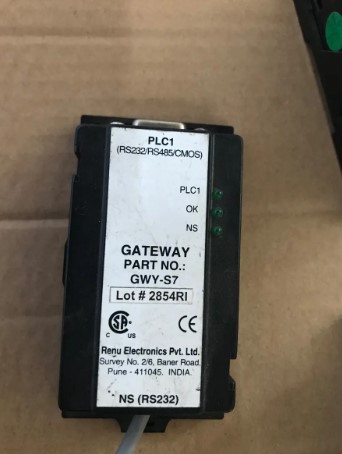 PLC1
(RS232/RS485/CMOS)
PLC1
OK
NS
GATEWAY
PART NO.:
GWY-S7
Lot # 2854RI
C US
Renu Electronics Pvt. Ltd.
Survey No. 2/6, Baner Road,
Pune - 411045. INDIA.
NS (RS232)